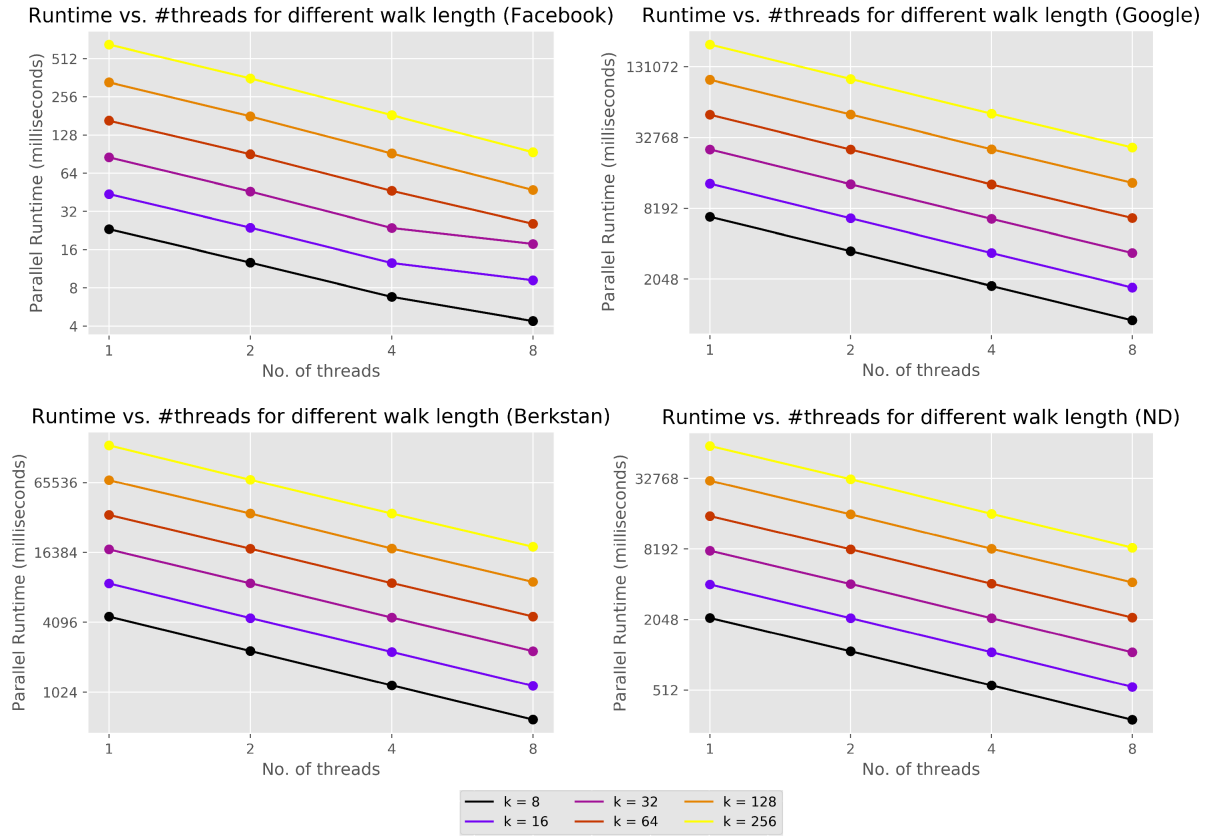 Runtime vs. #threads for different walk length (Facebook)
Parallel Runtime (milliseconds)
512
256
128
64
32
16
8
4
1 2 4 8
No. of threads
Runtime vs. #threads for different walk length (Google)
Parallel Runtime (milliseconds)
131072
32768
8192
2048
1 2 4 8
No. of threads
Runtime vs. #threads for different walk length (Berkstan)
Parallel Runtime (milliseconds)
65536
16384
4096
1024
1 2 4 8
No. of threads
Runtime vs. #threads for different walk length (ND)
Parallel Runtime (milliseconds)
32768
8192
2048
512
1 2 4 8
No. of threads
k = 8 k = 32 k = 128
k = 16 k = 64 k = 256